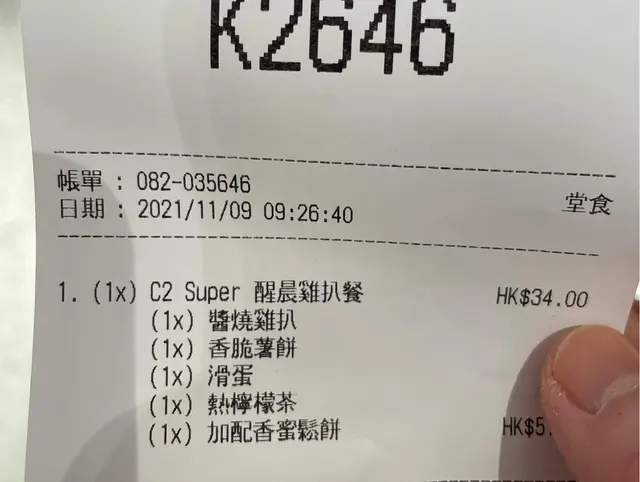 K2646
帳單 : 082-035646
日期 : 2021/11/09 09:26:40
堂食
1. (1x) C2 Super 醒晨雞扒餐 HK$34.00
(1x) 醬燒雞扒
(1x) 香脆薯餅
(1x) 滑蛋
(1x) 熱檸檬茶
(1x) 加配香蜜鬆餅 HK$5.